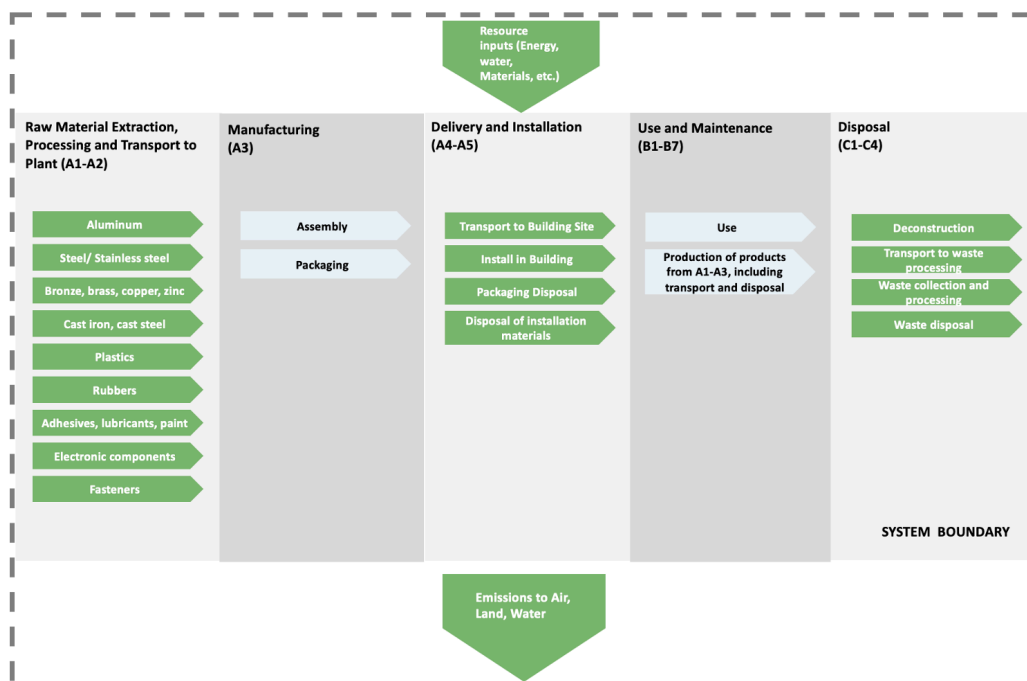 Resource
inputs (Energy,
water,
Materials, etc.)
Raw Material Extraction,
Processing and Transport to
Plant (A1-A2)
Aluminum
Steel/ Stainless steel
Bronze, brass, copper, zinc
Cast iron, cast steel
Plastics
Rubbers
Adhesives, lubricants, paint
Electronic components
Fasteners
Manufacturing
(A3)
Assembly
Packaging
Delivery and Installation
(A4-A5)
Transport to Building Site
Install in Building
Packaging Disposal
Disposal of installation
materials
Use and Maintenance
(B1-B7)
Use
Production of products
from A1-A3, including
transport and disposal
Disposal
(C1-C4)
Deconstruction
Transport to waste
processing
Waste collection and
processing
Waste disposal
SYSTEM BOUNDARY
Emissions to Air,
Land, Water